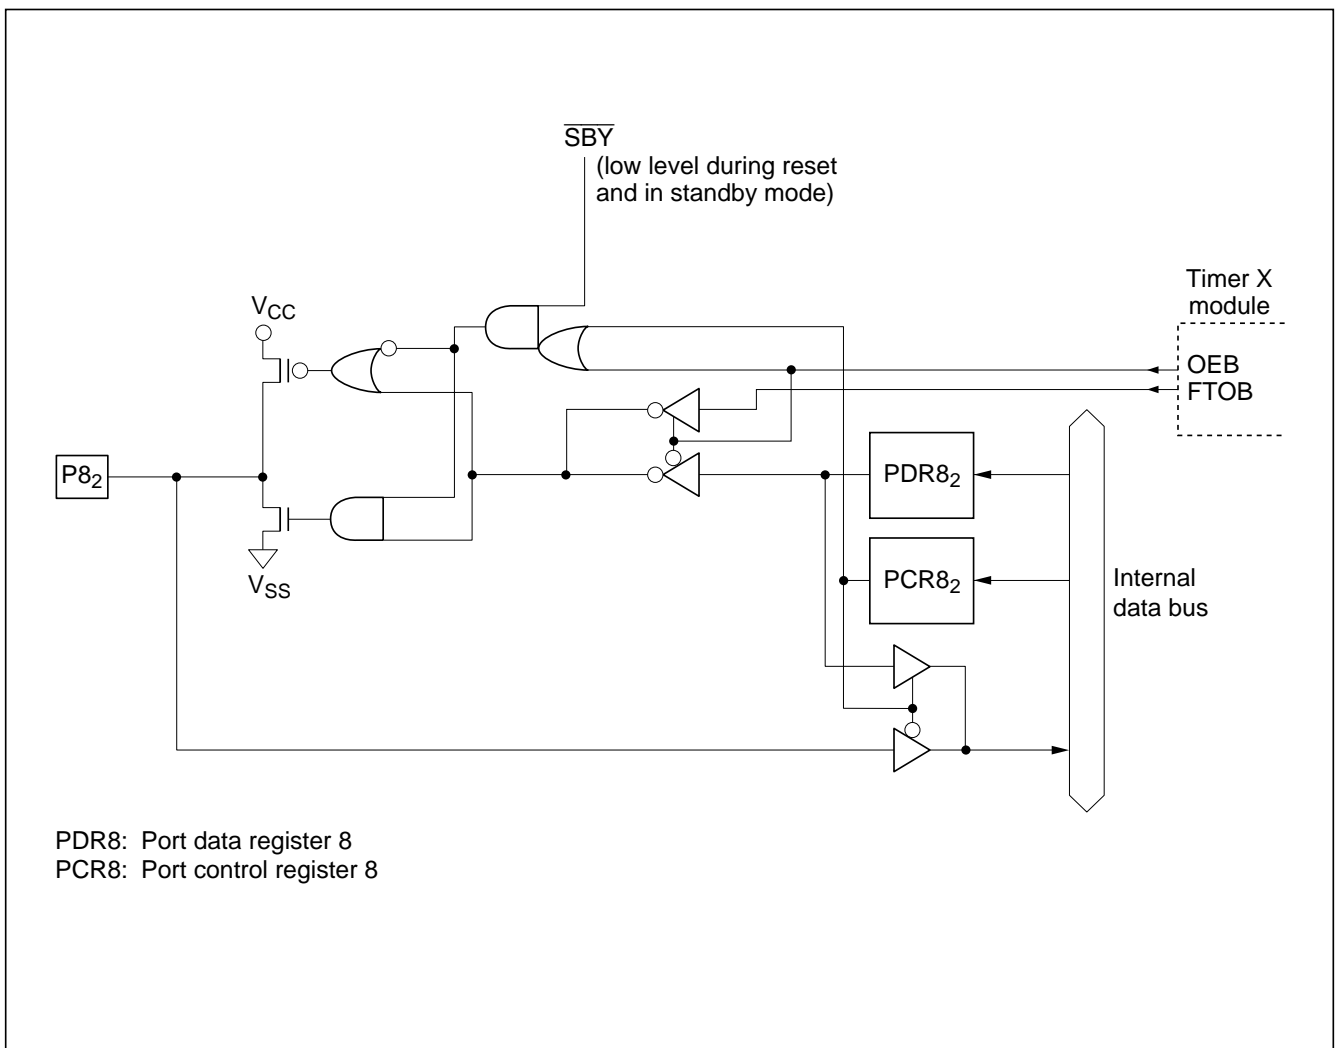 SBY
(low level during reset
and in standby mode)
Timer X
module
VCC
OEB
FTOB
P82
PDR82
PCR82
VSS
Internal
data bus
PDR8: Port data register 8
PCR8: Port control register 8